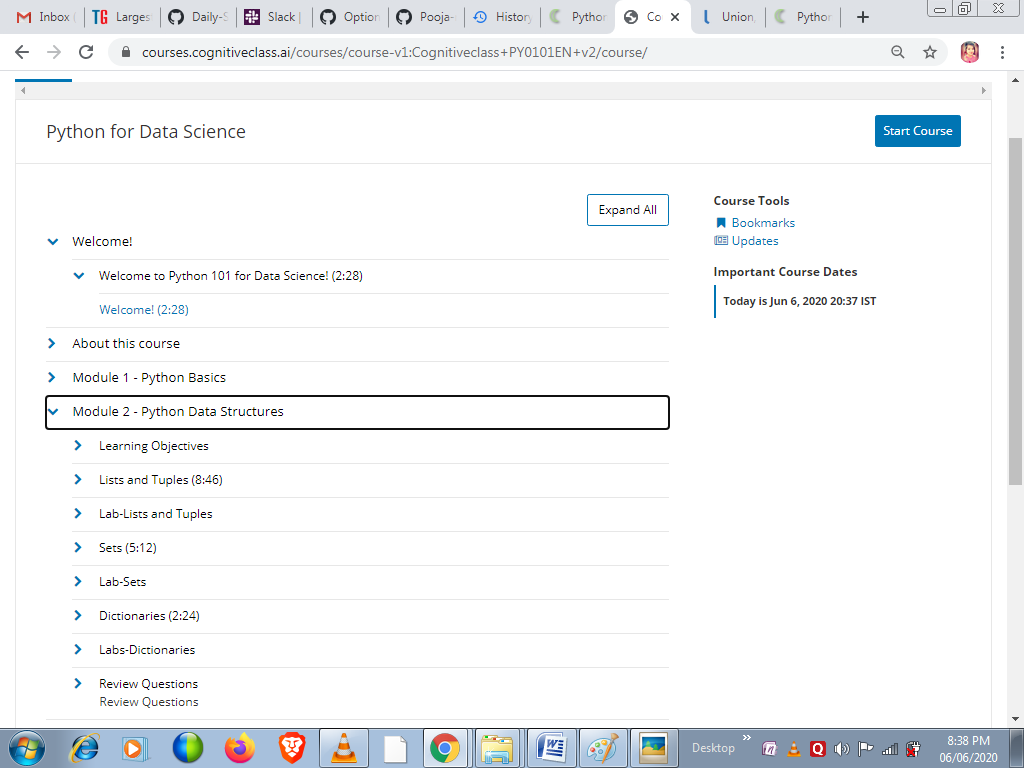 Inbox
Larges
Daily-S
Slack
Option
Pooja-
History
Python
Co
Union,
Python
courses.cognitiveclass.ai/courses/course-v1:Cognitiveclass+PY0101EN+v2/course/
Python for Data Science
Start Course
Expand All
Welcome!
Welcome to Python 101 for Data Science! (2:28)
Welcome! (2:28)
About this course
Module 1 - Python Basics
Module 2 - Python Data Structures
Learning Objectives
Lists and Tuples (8:46)
Lab-Lists and Tuples
Sets (5:12)
Lab-Sets
Dictionaries (2:24)
Labs-Dictionaries
Review Questions
Review Questions
Course Tools
Bookmarks
Updates
Important Course Dates
Today is Jun 6, 2020 20:37 IST
Desktop
8:38 PM
06/06/2020